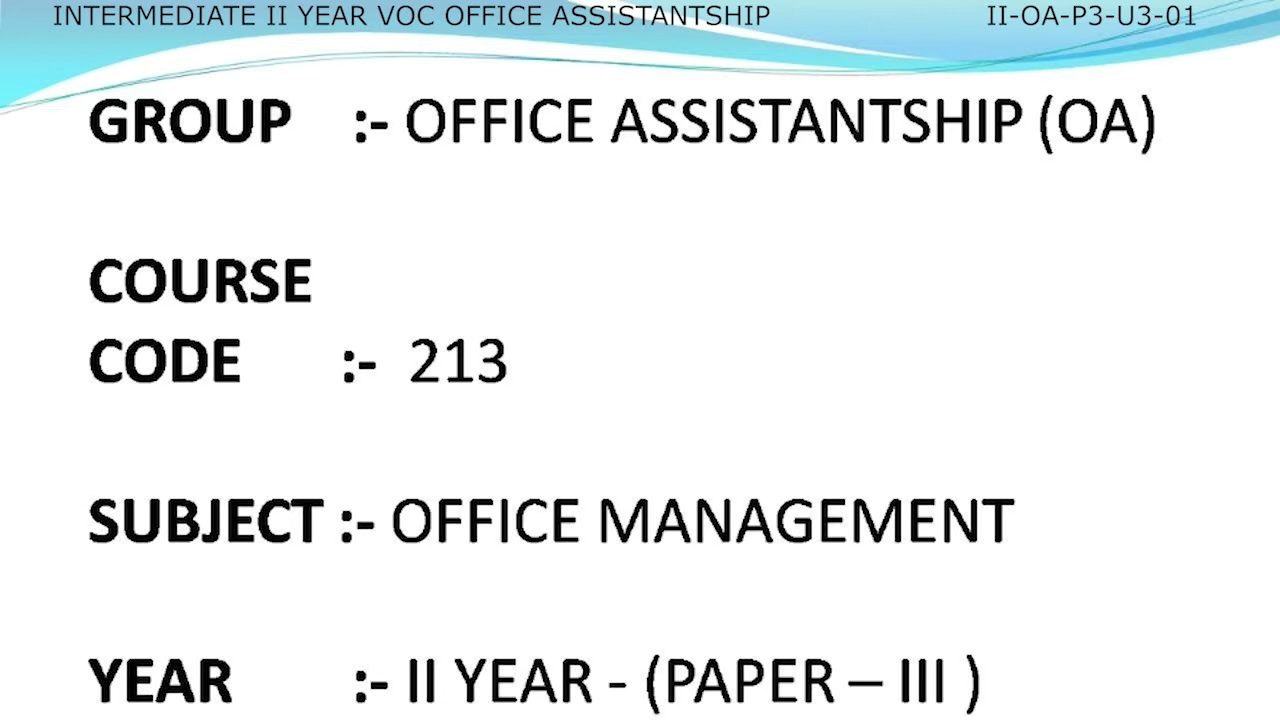 INTERMEDIATE II YEAR VOC OFFICE ASSISTANTSHIP II-OA-P3-U3-01
GROUP :- OFFICE ASSISTANTSHIP (OA)
COURSE
CODE :- 213
SUBJECT :- OFFICE MANAGEMENT
YEAR :- II YEAR - (PAPER – III )